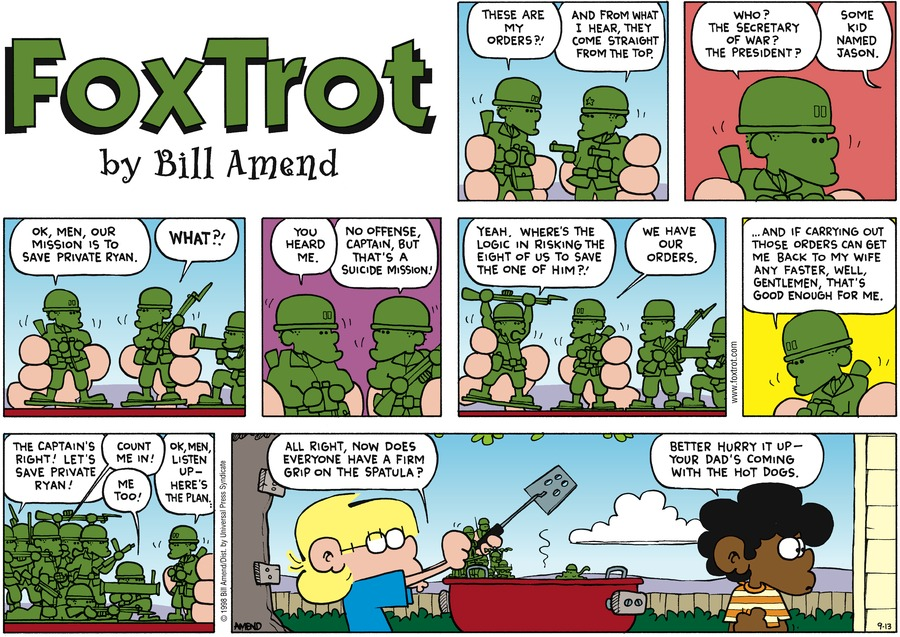 FoxTrot
by Bill Amend
THESE ARE
MY
ORDERS?!
AND FROM WHAT
I HEAR, THEY
COME STRAIGHT
FROM THE TOP.
WHO?
THE SECRETARY
OF WAR?
THE PRESIDENT?
SOME
KID
NAMED
JASON.
OK, MEN, OUR
MISSION IS TO
SAVE PRIVATE RYAN.
WHAT?!
YOU
HEARD
ME.
NO OFFENSE,
CAPTAIN, BUT
THAT'S A
SUICIDE MISSION!
YEAH. WHERE'S THE
LOGIC IN RISKING THE
EIGHT OF US TO SAVE
THE ONE OF HIM?!
WE HAVE
OUR
ORDERS.
www.foxtrot.com
...AND IF CARRYING OUT
THOSE ORDERS CAN GET
ME BACK TO MY WIFE
ANY FASTER, WELL,
GENTLEMEN, THAT'S
GOOD ENOUGH FOR ME.
THE CAPTAIN'S
RIGHT! LET'S
SAVE PRIVATE
RYAN!
COUNT
ME IN!
ME
TOO!
OK, MEN,
LISTEN
UP—
HERE'S
THE PLAN...
© 1998 Bill Amend/Dist. by Universal Press Syndicate
ALL RIGHT, NOW DOES
EVERYONE HAVE A FIRM
GRIP ON THE SPATULA?
BETTER HURRY IT UP—
YOUR DAD'S COMING
WITH THE HOT DOGS.
AMEND
9-13